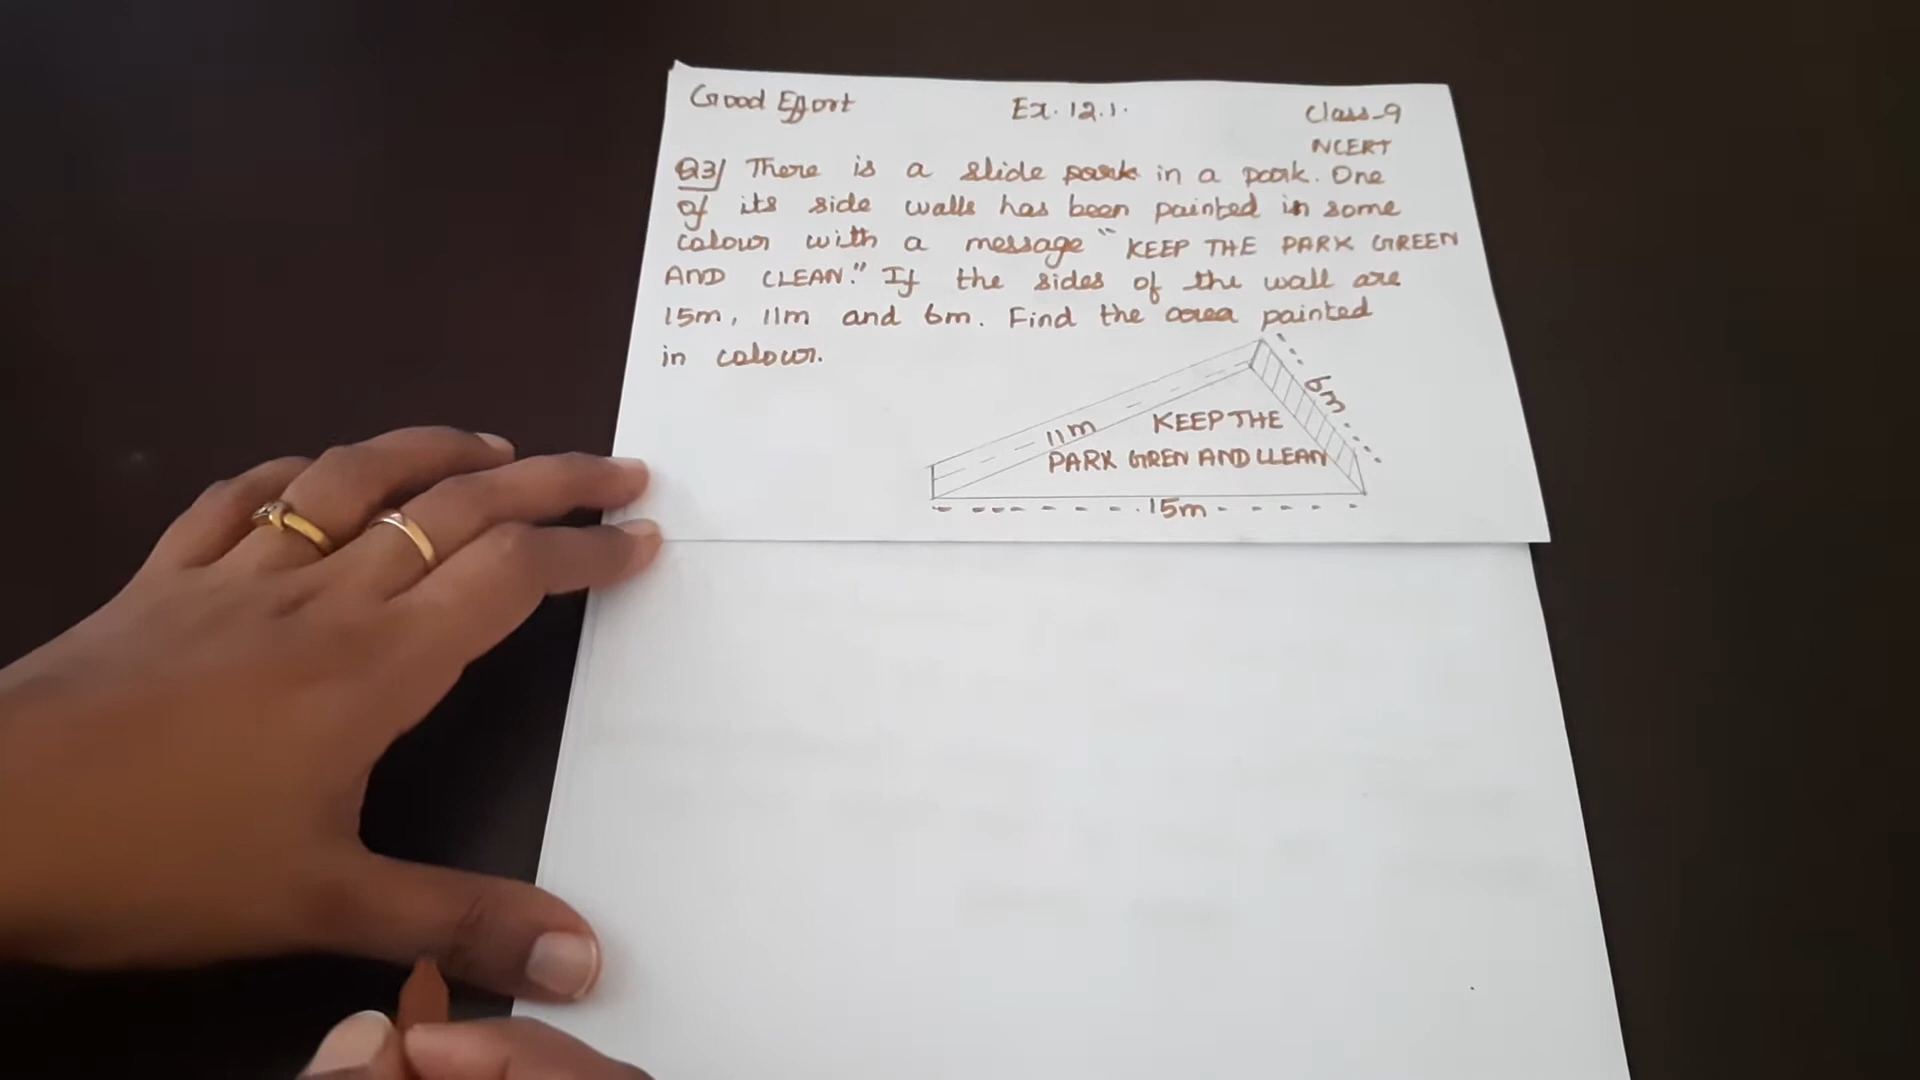 Good Effort Ex. 12.1. Class-9
NCERT
Q3/ There is a slide park in a park. One
of its side walls has been painted in some
colour with a message "KEEP THE PARK GREEN
AND CLEAN." If the sides of the wall are
15m, 11m and 6m. Find the area painted
in colour.
6m
11m KEEP THE
PARK GREN AND CLEAN
15m